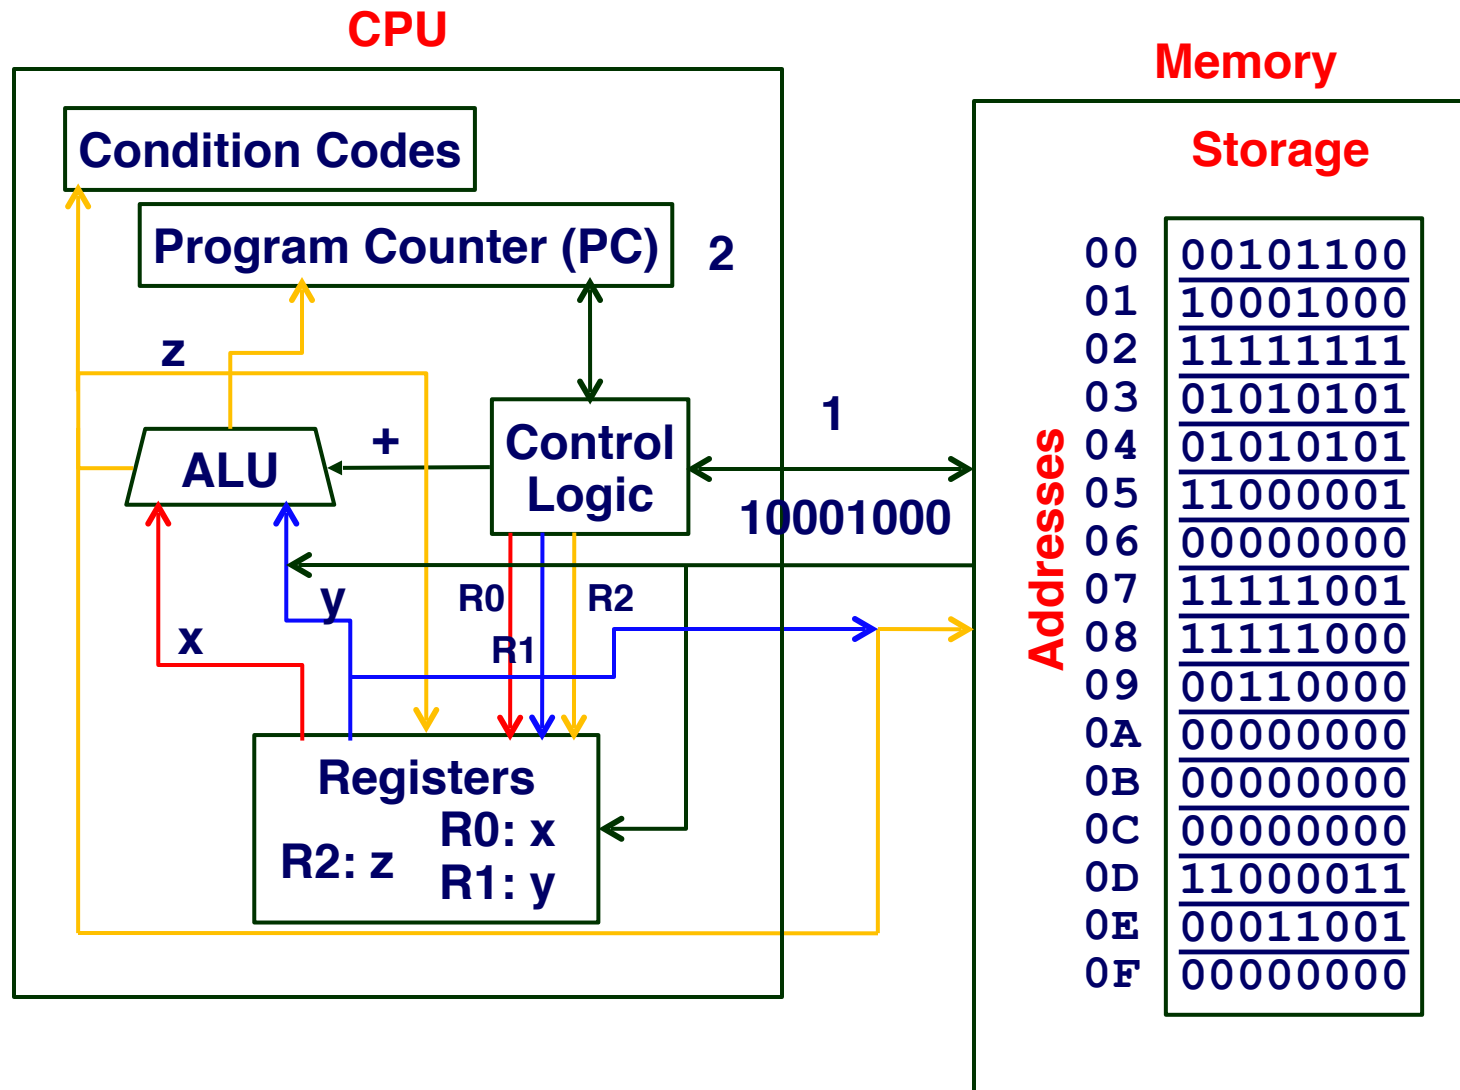 CPU
Condition Codes
Program Counter (PC)
2
z
+
ALU
Control
Logic
1
10001000
R0
R2
R1
y
x
Registers
R0: x
R2: z
R1: y
Memory
Storage
Addresses
00 00101100
01 10001000
02 11111111
03 01010101
04 01010101
05 11000001
06 00000000
07 11111001
08 11111000
09 00110000
0A 00000000
0B 00000000
0C 00000000
0D 11000011
0E 00011001
0F 00000000